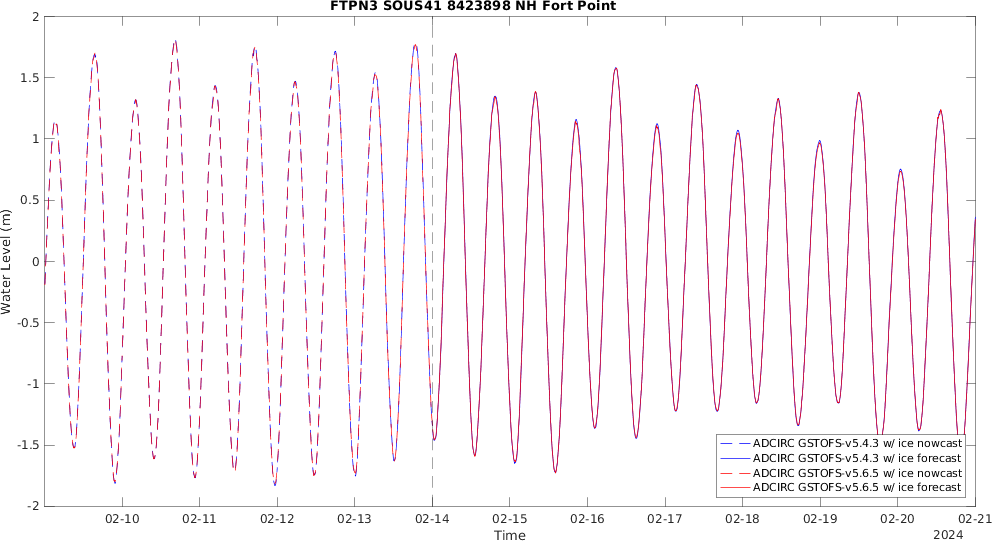 FTPN3 SOUS41 8423898 NH Fort Point
Water Level (m)
2
1.5
1
0.5
0
-0.5
-1
-1.5
-2
02-10 02-11 02-12 02-13 02-14 02-15 02-16 02-17 02-18 02-19 02-20 02-21
Time
2024
ADCIRC GSTOFS-v5.4.3 w/ ice nowcast
ADCIRC GSTOFS-v5.4.3 w/ ice forecast
ADCIRC GSTOFS-v5.6.5 w/ ice nowcast
ADCIRC GSTOFS-v5.6.5 w/ ice forecast